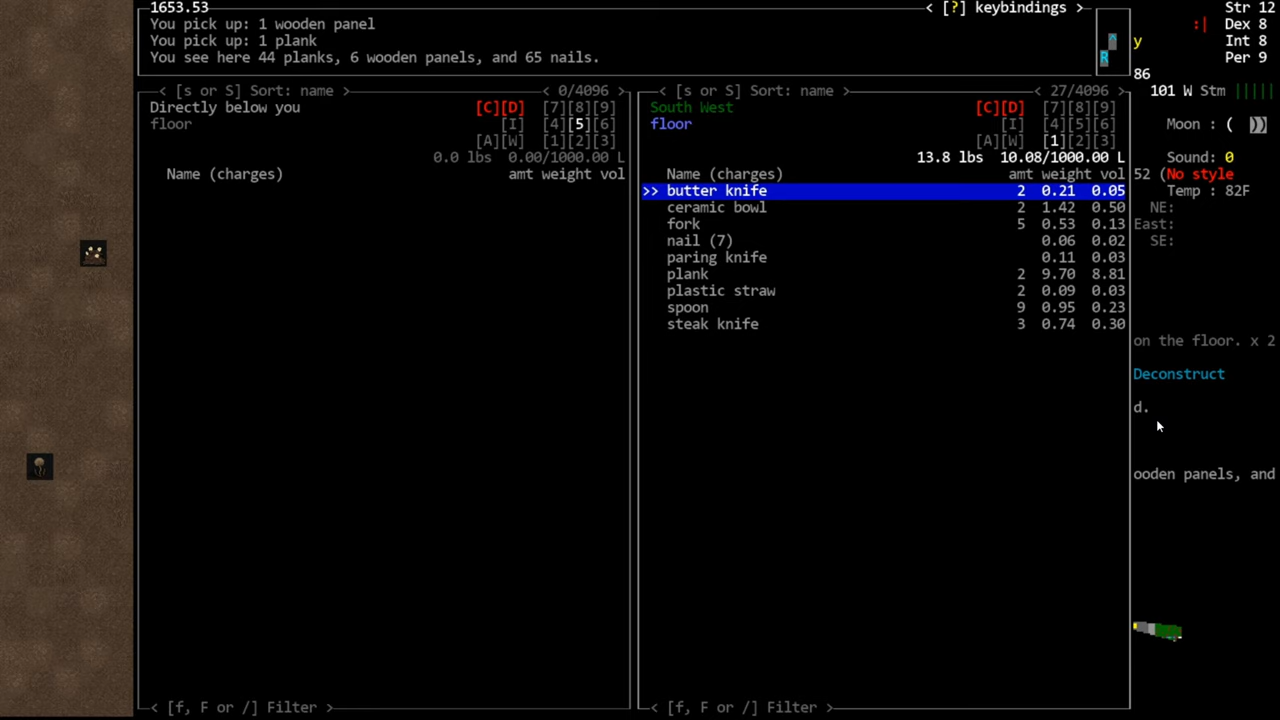 1653.53
< [?] keybindings >
You pick up: 1 wooden panel
You pick up: 1 plank
You see here 44 planks, 6 wooden panels, and 65 nails.
^
R
:|
y
86
Str 12
Dex 8
Int 8
Per 9
101 W Stm |||||
Moon : ( ))
Sound: 0
52 (No style
Temp : 82F
NE:
East:
SE:
on the floor. x 2
Deconstruct
d.
ooden panels, and
< [s or S] Sort: name >
< 0/4096 >
Directly below you [C][D] [7][8][9]
floor [I] [4][5][6]
[A][W] [1][2][3]
0.0 lbs 0.00/1000.00 L
Name (charges) amt weight vol
< [f, F or /] Filter >
< [s or S] Sort: name >
< 27/4096 >
South West [C][D] [7][8][9]
floor [I] [4][5][6]
[A][W] [1][2][3]
13.8 lbs 10.08/1000.00 L
Name (charges) amt weight vol
>> butter knife 2 0.21 0.05
ceramic bowl 2 1.42 0.50
fork 5 0.53 0.13
nail (7) 0.06 0.02
paring knife 0.11 0.03
plank 2 9.70 8.81
plastic straw 2 0.09 0.03
spoon 9 0.95 0.23
steak knife 3 0.74 0.30
< [f, F or /] Filter >